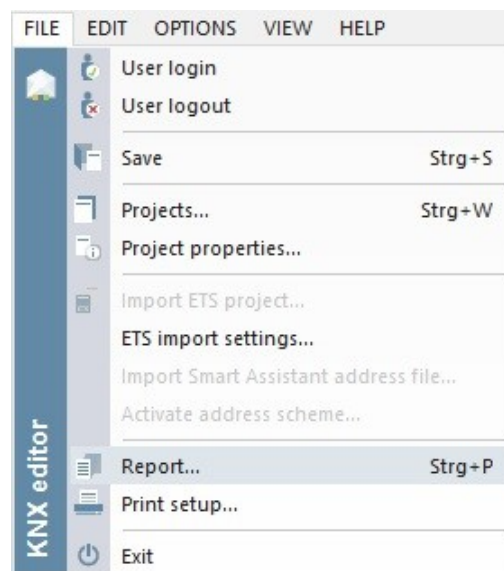 FILE EDIT OPTIONS VIEW HELP
User login
User logout
Save Strg+S
Projects... Strg+W
Project properties...
Import ETS project...
ETS import settings...
Import Smart Assistant address file...
Activate address scheme...
Report... Strg+P
Print setup...
Exit
KNX editor